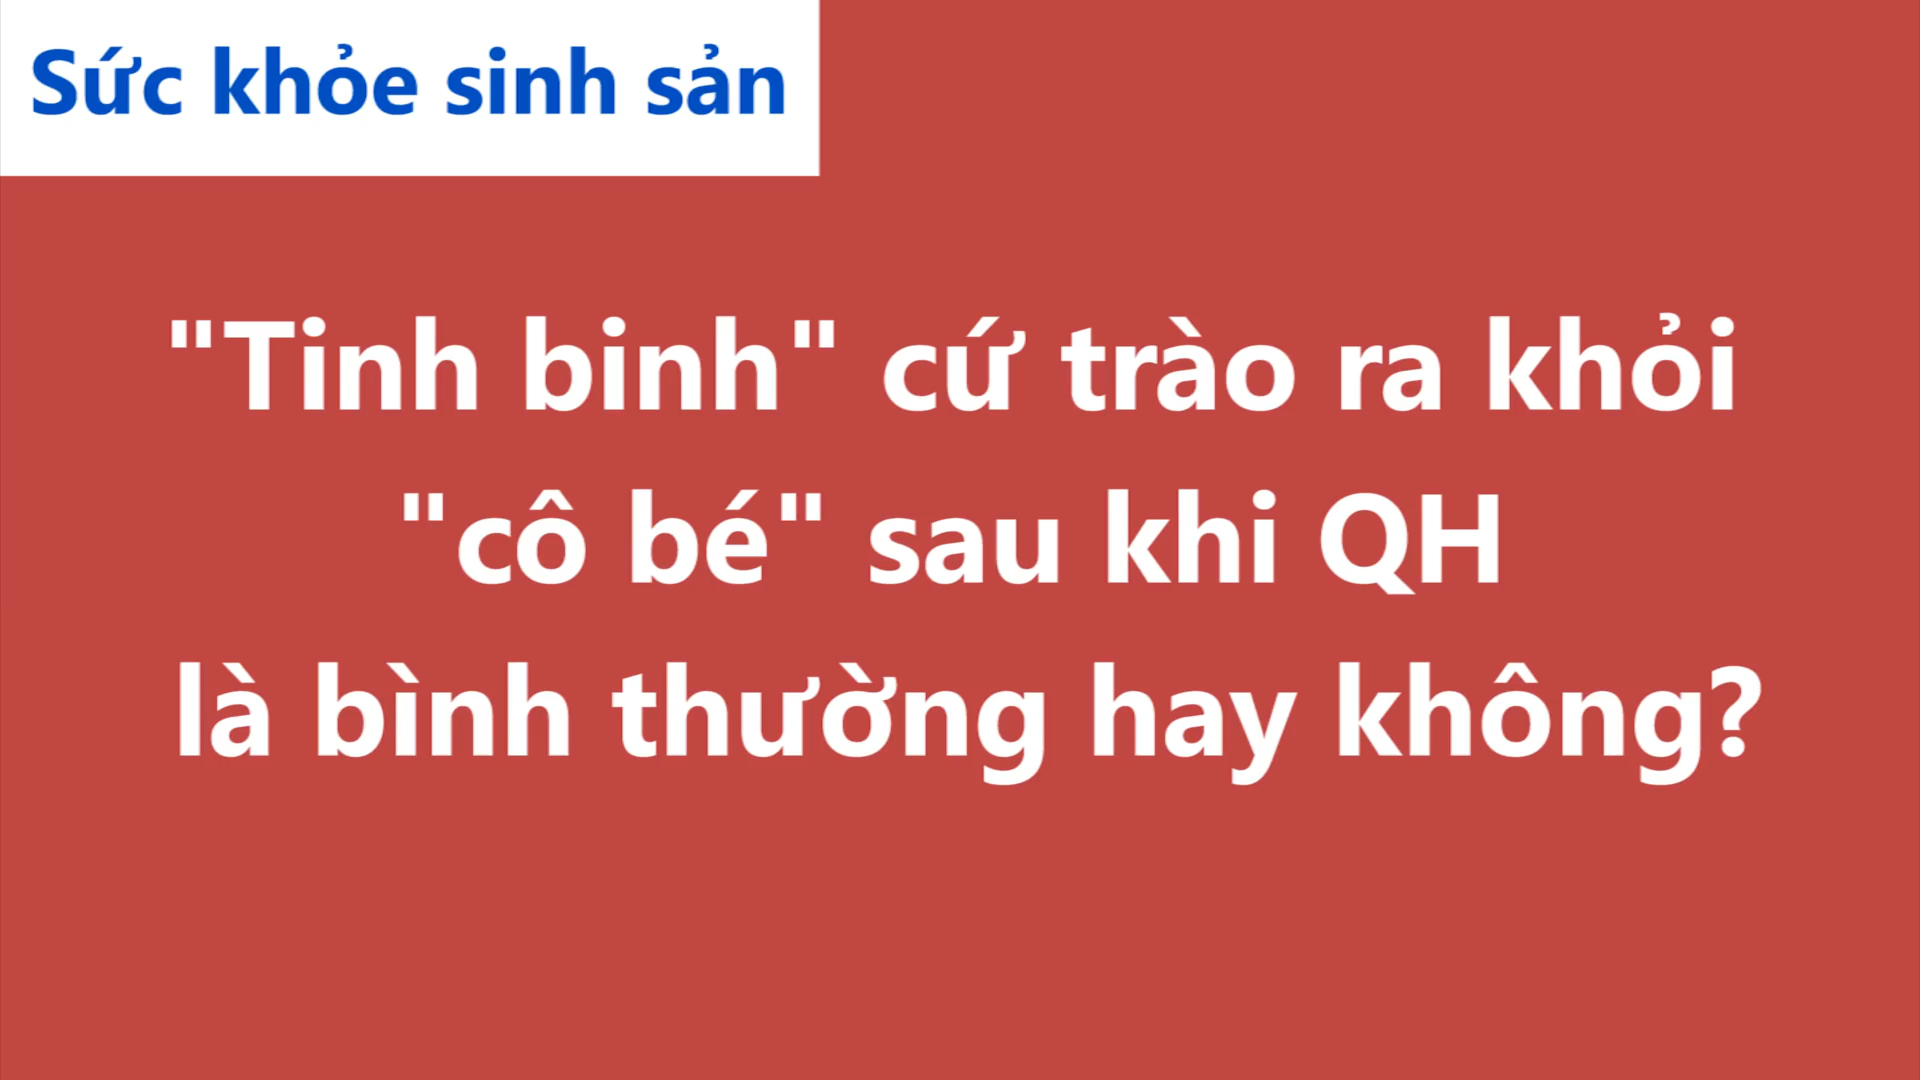 Sức khỏe sinh sản
"Tinh binh" cứ trào ra khỏi
"cô bé" sau khi QH
là bình thường hay không?